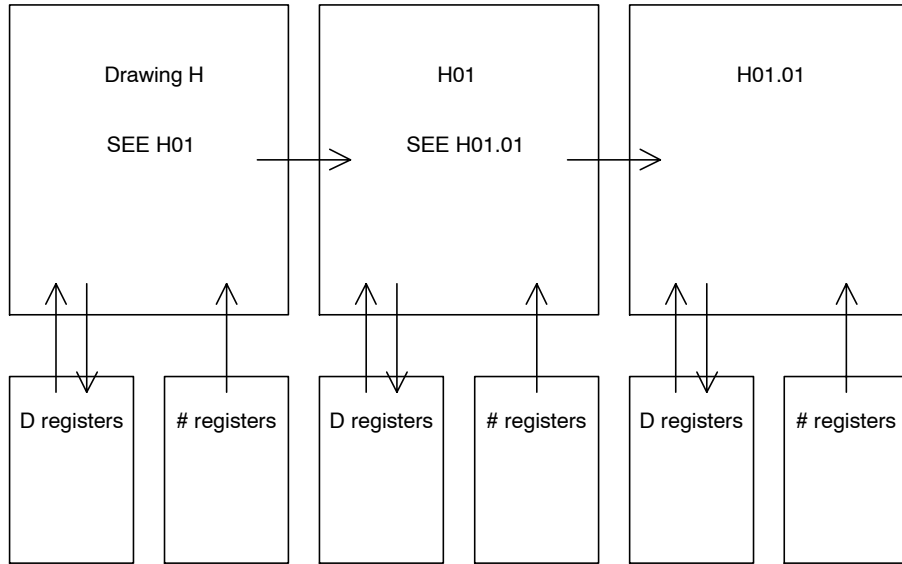 Drawing H
SEE H01
H01
SEE H01.01
H01.01
D registers
# registers
D registers
# registers
D registers
# registers